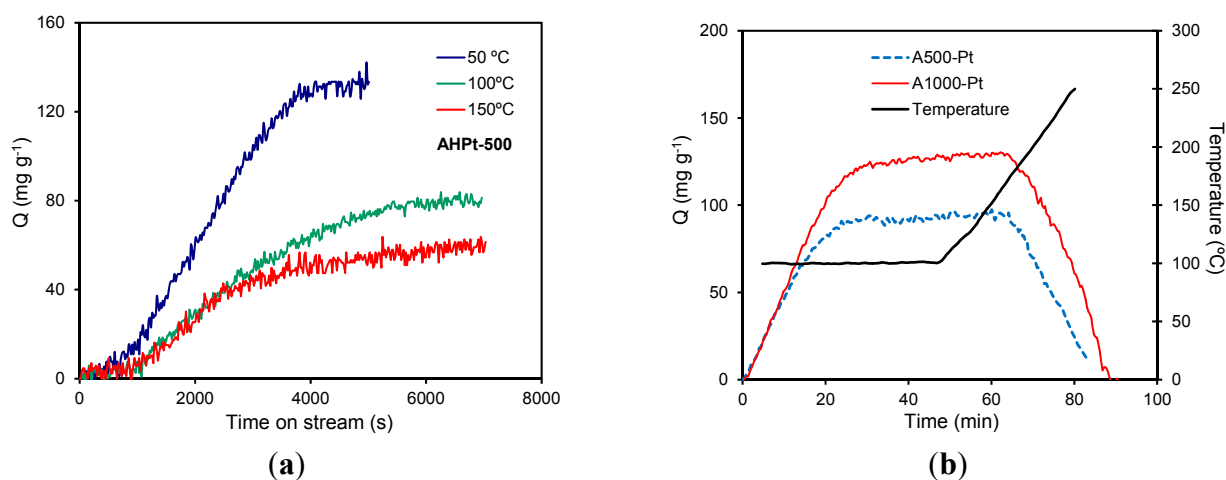 160
120
80
40
0
Q (mg g⁻¹)
50 ºC
100ºC
150ºC
AHPt-500
0 2000 4000 6000 8000
Time on stream (s)
(a)
200
150
100
50
0
Q (mg g⁻¹)
A500-Pt
A1000-Pt
Temperature
300
250
200
150
100
50
0
Temperature (ºC)
0 20 40 60 80 100
Time (min)
(b)